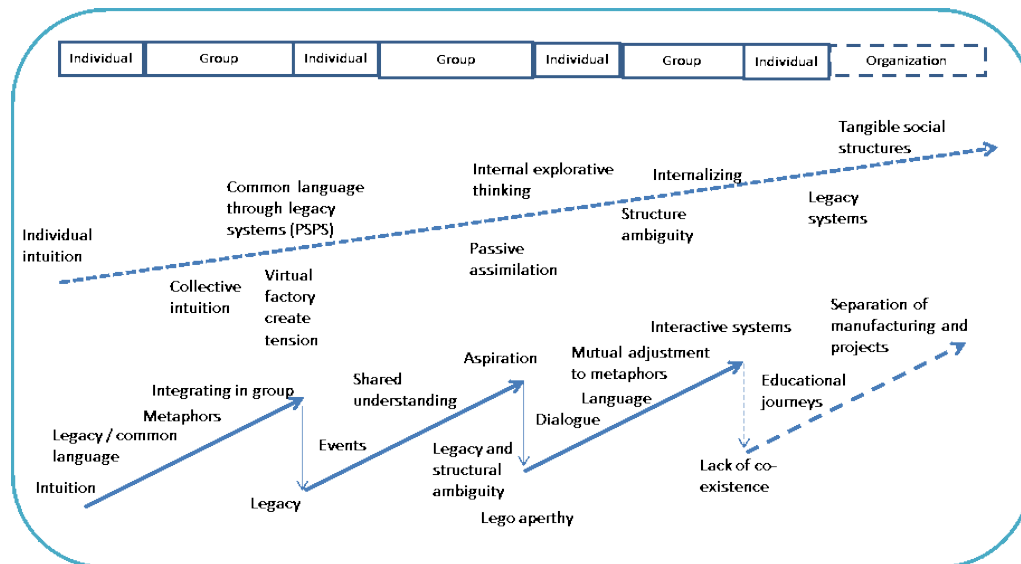 Individual
Group
Individual
Group
Individual
Group
Individual
Organization
Tangible social
structures
Internal explorative
thinking
Internalizing
Common language
through legacy
systems (PSPS)
Legacy
systems
Structure
ambiguity
Individual
intuition
Passive
assimilation
Collective
intuition
Virtual
factory
create
tension
Separation of
manufacturing and
projects
Interactive systems
Aspiration
Mutual adjustment
to metaphors
Shared
understanding
Educational
journeys
Integrating in group
Metaphors
Language
Dialogue
Legacy / common
language
Events
Legacy and
structural
ambiguity
Lack of co-
existence
Intuition
Legacy
Lego aperthy